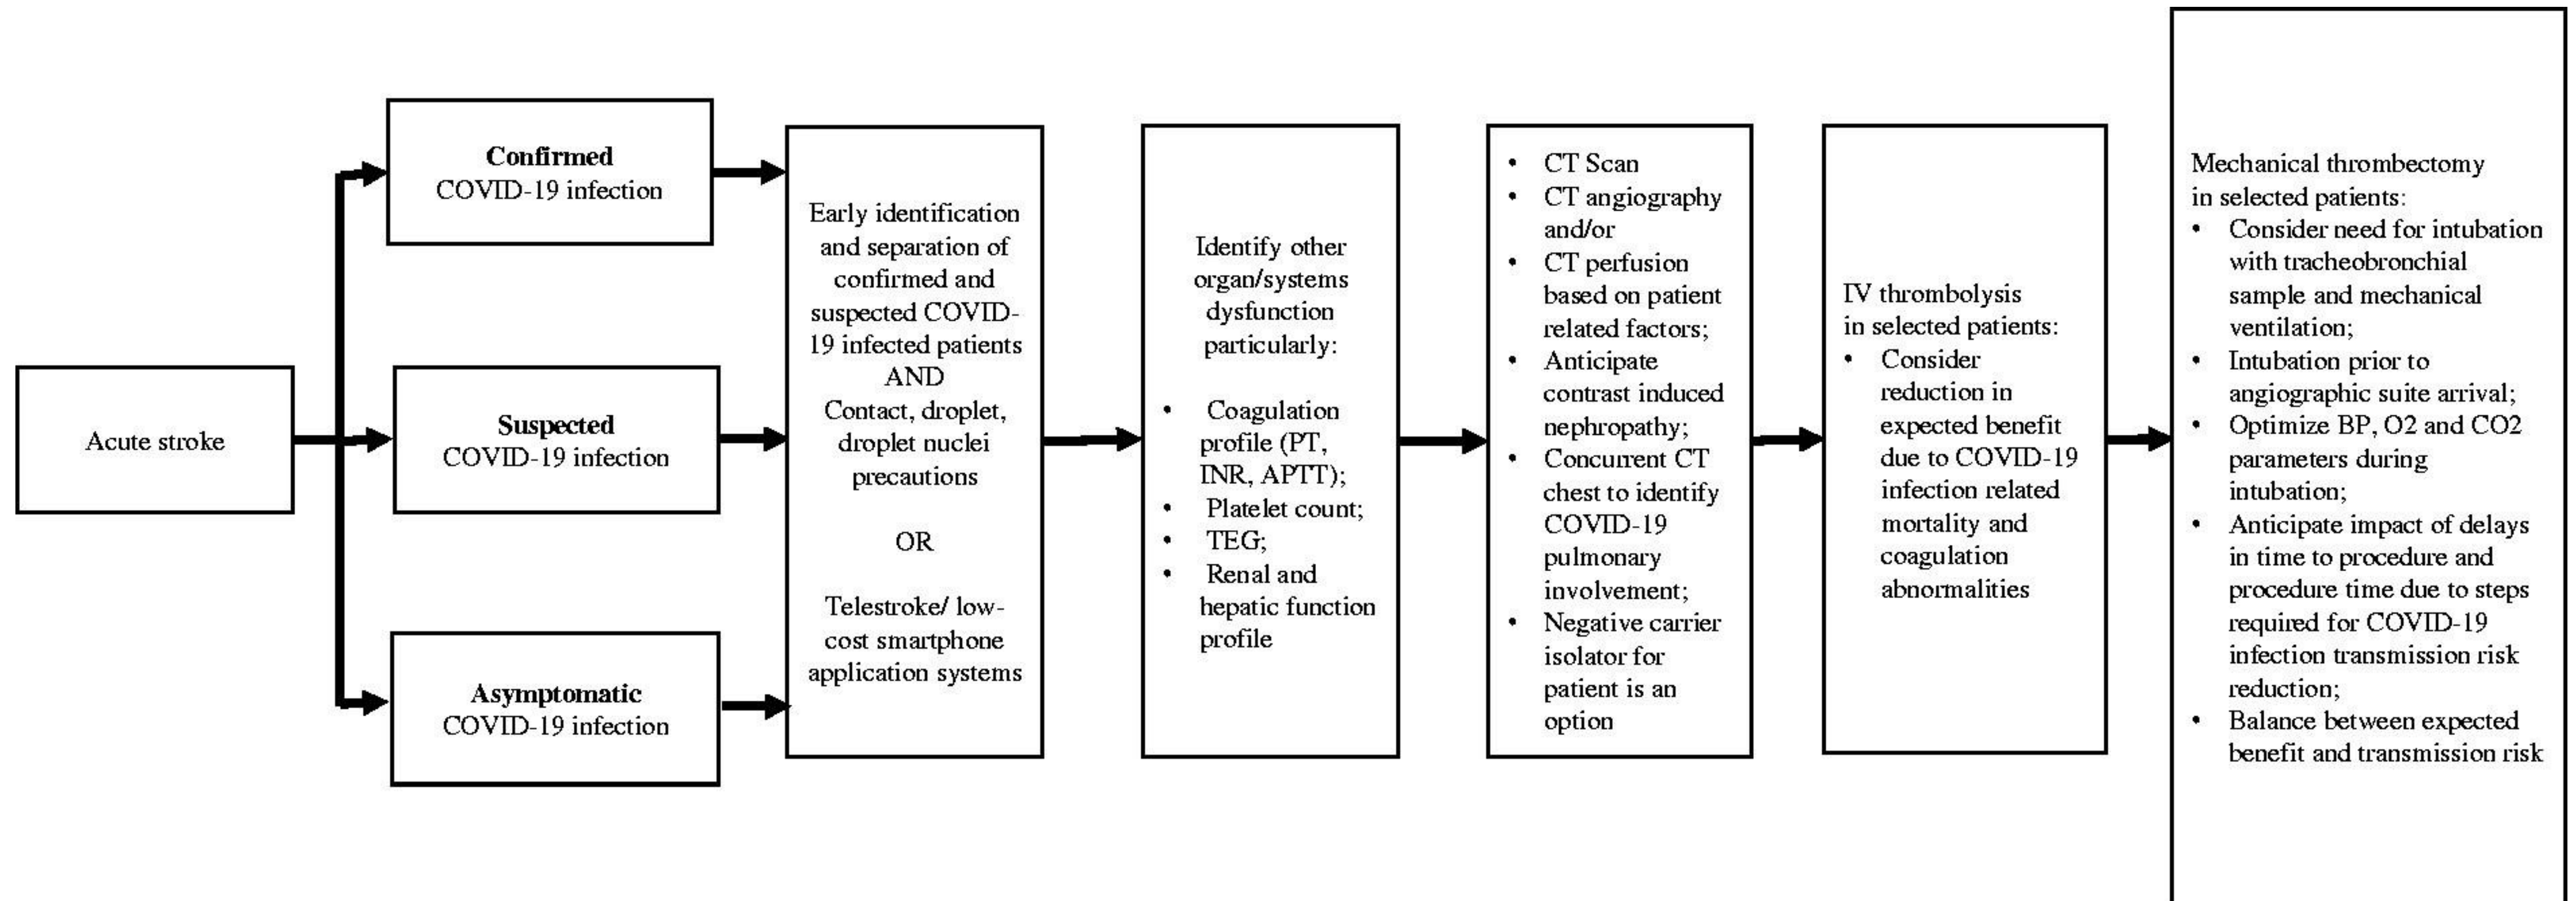 Acute stroke
Confirmed
COVID-19 infection
Suspected
COVID-19 infection
Asymptomatic
COVID-19 infection
Early identification
and separation of
confirmed and
suspected COVID-
19 infected patients
AND
Contact, droplet,
droplet nuclei
precautions
OR
Telestroke/ low-
cost smartphone
application systems
Identify other
organ/systems
dysfunction
particularly:
• Coagulation
profile (PT,
INR, APTT);
• Platelet count;
• TEG;
• Renal and
hepatic function
profile
• CT Scan
• CT angiography
and/or
• CT perfusion
based on patient
related factors;
• Anticipate
contrast induced
nephropathy;
• Concurrent CT
chest to identify
COVID-19
pulmonary
involvement;
• Negative carrier
isolator for
patient is an
option
IV thrombolysis
in selected patients:
• Consider
reduction in
expected benefit
due to COVID-19
infection related
mortality and
coagulation
abnormalities
Mechanical thrombectomy
in selected patients:
• Consider need for intubation
with tracheobronchial
sample and mechanical
ventilation;
• Intubation prior to
angiographic suite arrival;
• Optimize BP, O2 and CO2
parameters during
intubation;
• Anticipate impact of delays
in time to procedure and
procedure time due to steps
required for COVID-19
infection transmission risk
reduction;
• Balance between expected
benefit and transmission risk